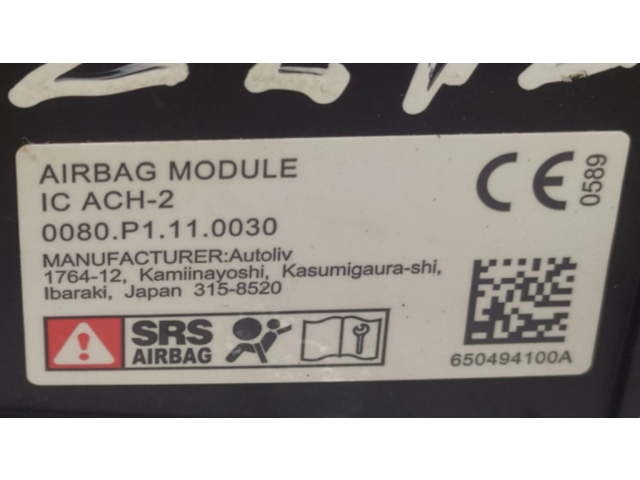 AIRBAG MODULE
IC ACH-2
0080.P1.11.0030
MANUFACTURER:Autoliv
1764-12, Kamiinayoshi, Kasumigaura-shi,
Ibaraki, Japan 315-8520
SRS
AIRBAG
CE 0589
650494100A